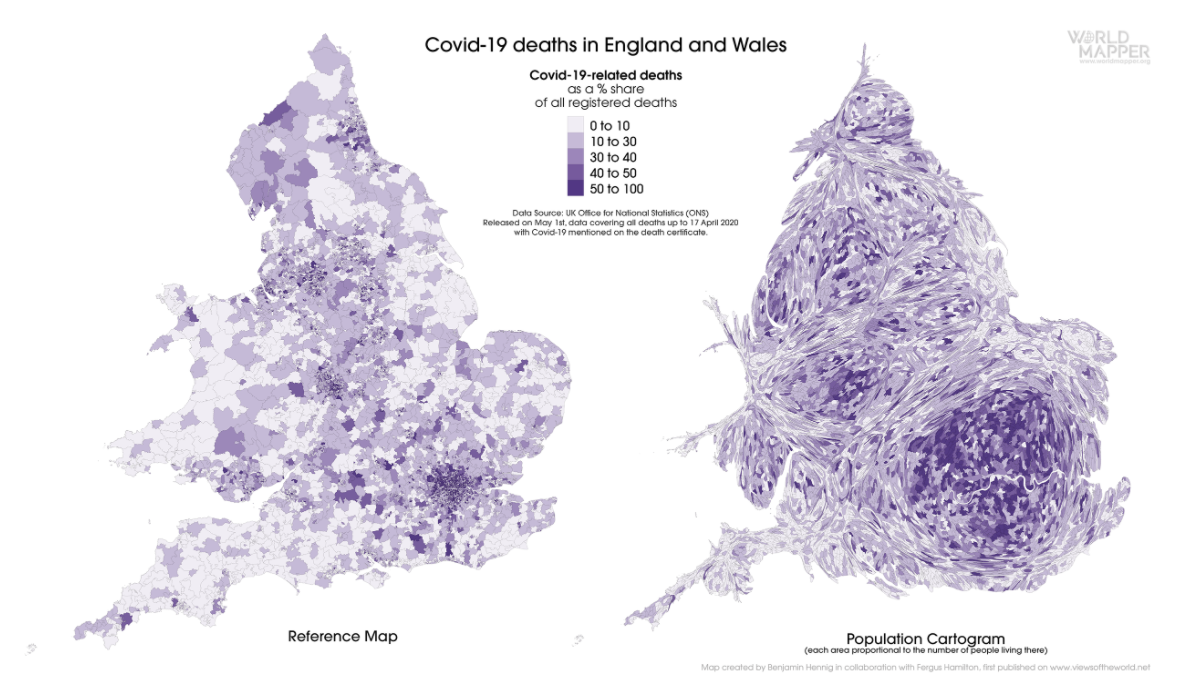 Covid-19 deaths in England and Wales
WORLD
MAPPER
www.worldmapper.org
Covid-19-related deaths
as a % share
of all registered deaths
0 to 10
10 to 30
30 to 40
40 to 50
50 to 100
Data Source: UK Office for National Statistics (ONS)
Released on May 1st, data covering all deaths up to 17 April 2020
with Covid-19 mentioned on the death certificate.
Reference Map
Population Cartogram
(each area proportional to the number of people living there)
Map created by Benjamin Hennig in collaboration with Fergus Hamilton, first published on www.viewsoftheworld.net